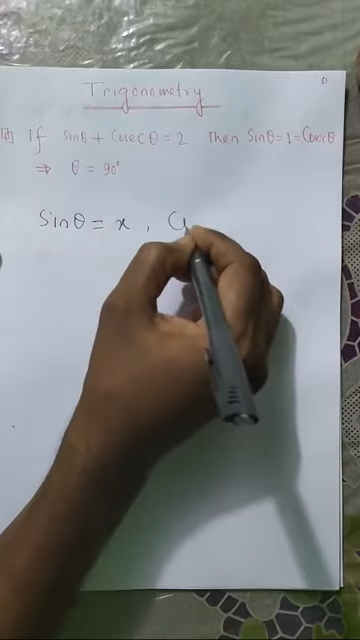 Trigonometry
If Sinθ + Cosecθ = 2 Then Sinθ = 1 = Cosecθ
⇒ θ = 90°
Sinθ = x , C